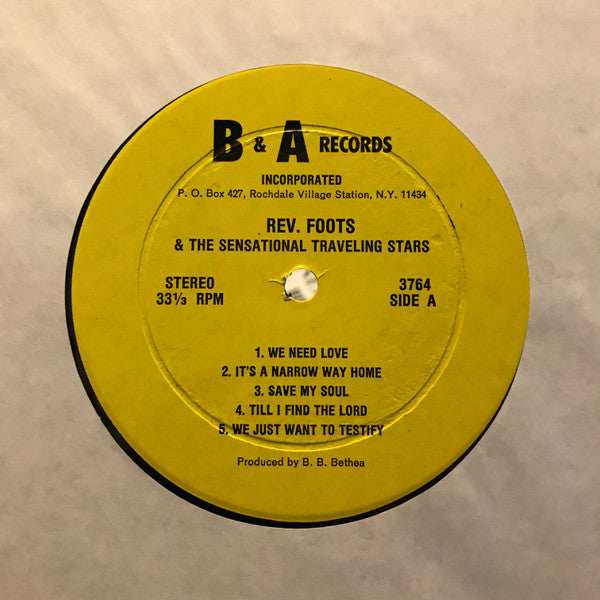 B & A RECORDS
INCORPORATED
P. O. Box 427, Rochdale Village Station, N.Y. 11434
REV. FOOTS
& THE SENSATIONAL TRAVELING STARS
STEREO 3764
33⅓ RPM SIDE A
1. WE NEED LOVE
2. IT'S A NARROW WAY HOME
3. SAVE MY SOUL
4. TILL I FIND THE LORD
5. WE JUST WANT TO TESTIFY
Produced by B. B. Bethea